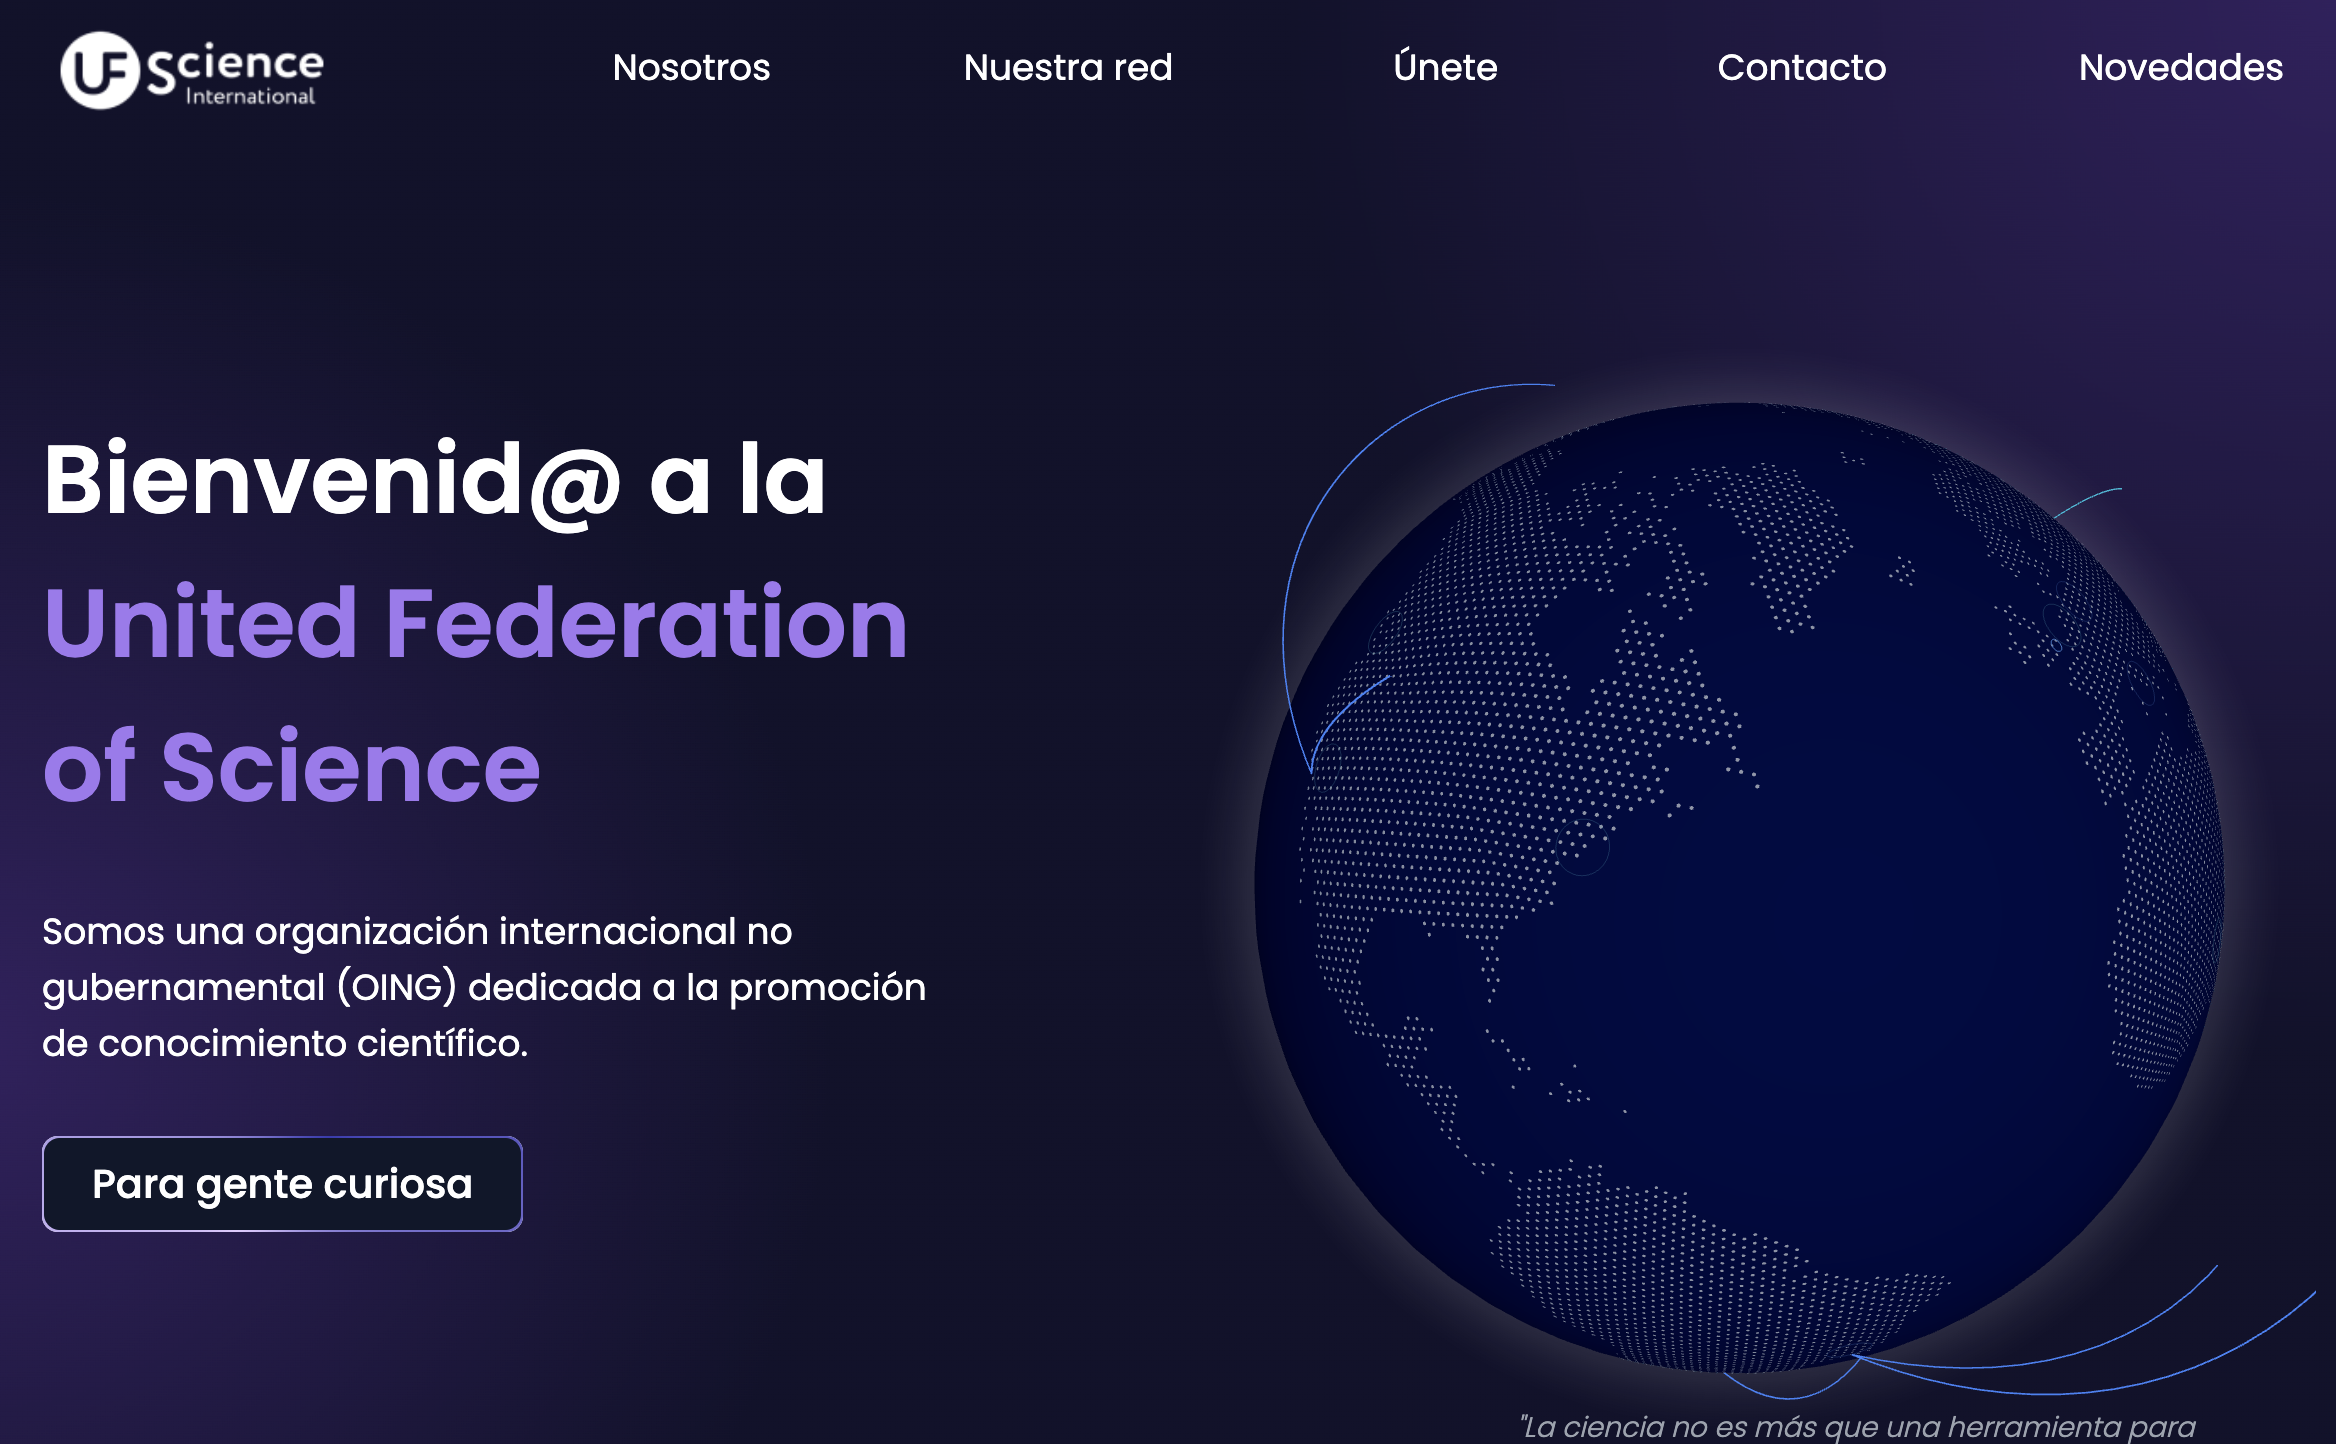 UF Science
International
Nosotros
Nuestra red
Únete
Contacto
Novedades
Bienvenid@ a la
United Federation
of Science
Somos una organización internacional no
gubernamental (OING) dedicada a la promoción
de conocimiento científico.
Para gente curiosa
"La ciencia no es más que una herramienta para